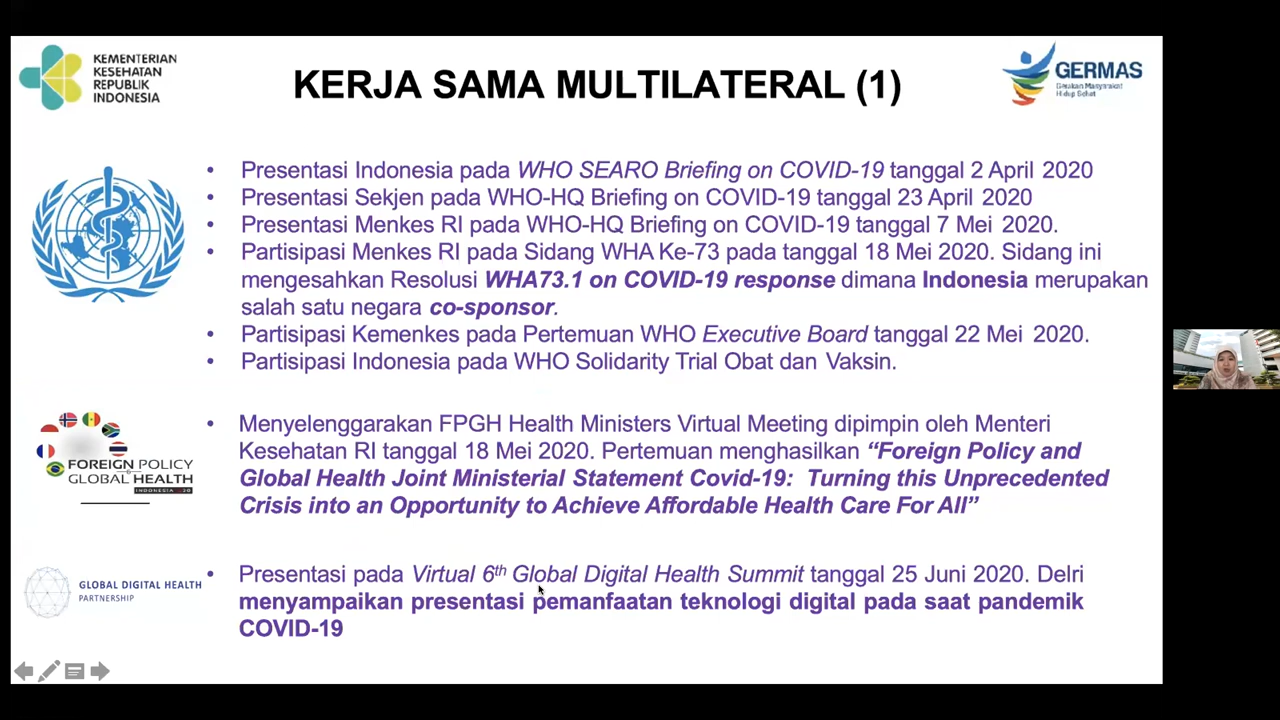 KEMENTERIAN
KESEHATAN
REPUBLIK
INDONESIA
KERJA SAMA MULTILATERAL (1)
GERMAS
Gerakan Masyarakat
Hidup Sehat
• Presentasi Indonesia pada WHO SEARO Briefing on COVID-19 tanggal 2 April 2020
• Presentasi Sekjen pada WHO-HQ Briefing on COVID-19 tanggal 23 April 2020
• Presentasi Menkes RI pada WHO-HQ Briefing on COVID-19 tanggal 7 Mei 2020.
• Partisipasi Menkes RI pada Sidang WHA Ke-73 pada tanggal 18 Mei 2020. Sidang ini
mengesahkan Resolusi WHA73.1 on COVID-19 response dimana Indonesia merupakan
salah satu negara co-sponsor.
• Partisipasi Kemenkes pada Pertemuan WHO Executive Board tanggal 22 Mei 2020.
• Partisipasi Indonesia pada WHO Solidarity Trial Obat dan Vaksin.
FOREIGN POLICY
& GLOBAL HEALTH
INDONESIA 20
• Menyelenggarakan FPGH Health Ministers Virtual Meeting dipimpin oleh Menteri
Kesehatan RI tanggal 18 Mei 2020. Pertemuan menghasilkan “Foreign Policy and
Global Health Joint Ministerial Statement Covid-19: Turning this Unprecedented
Crisis into an Opportunity to Achieve Affordable Health Care For All”
GLOBAL DIGITAL HEALTH
PARTNERSHIP
• Presentasi pada Virtual 6th Global Digital Health Summit tanggal 25 Juni 2020. Delri
menyampaikan presentasi pemanfaatan teknologi digital pada saat pandemik
COVID-19